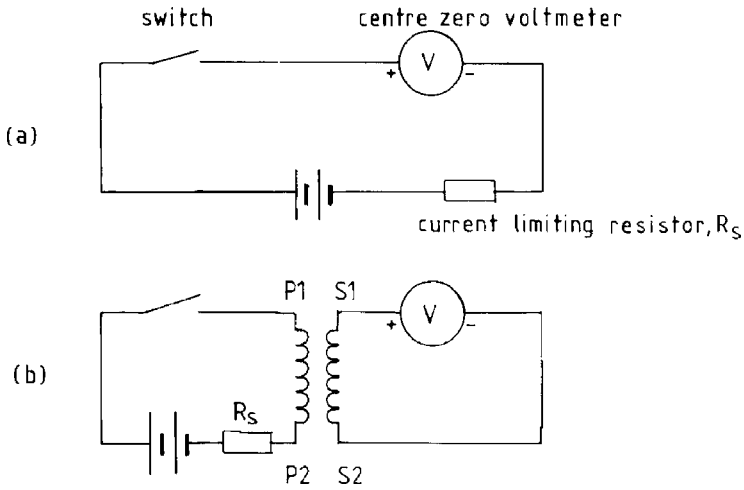 switch
centre zero voltmeter
+ V −
(a)
current limiting resistor, Rs
P1 S1
+ V −
(b)
Rs
P2 S2